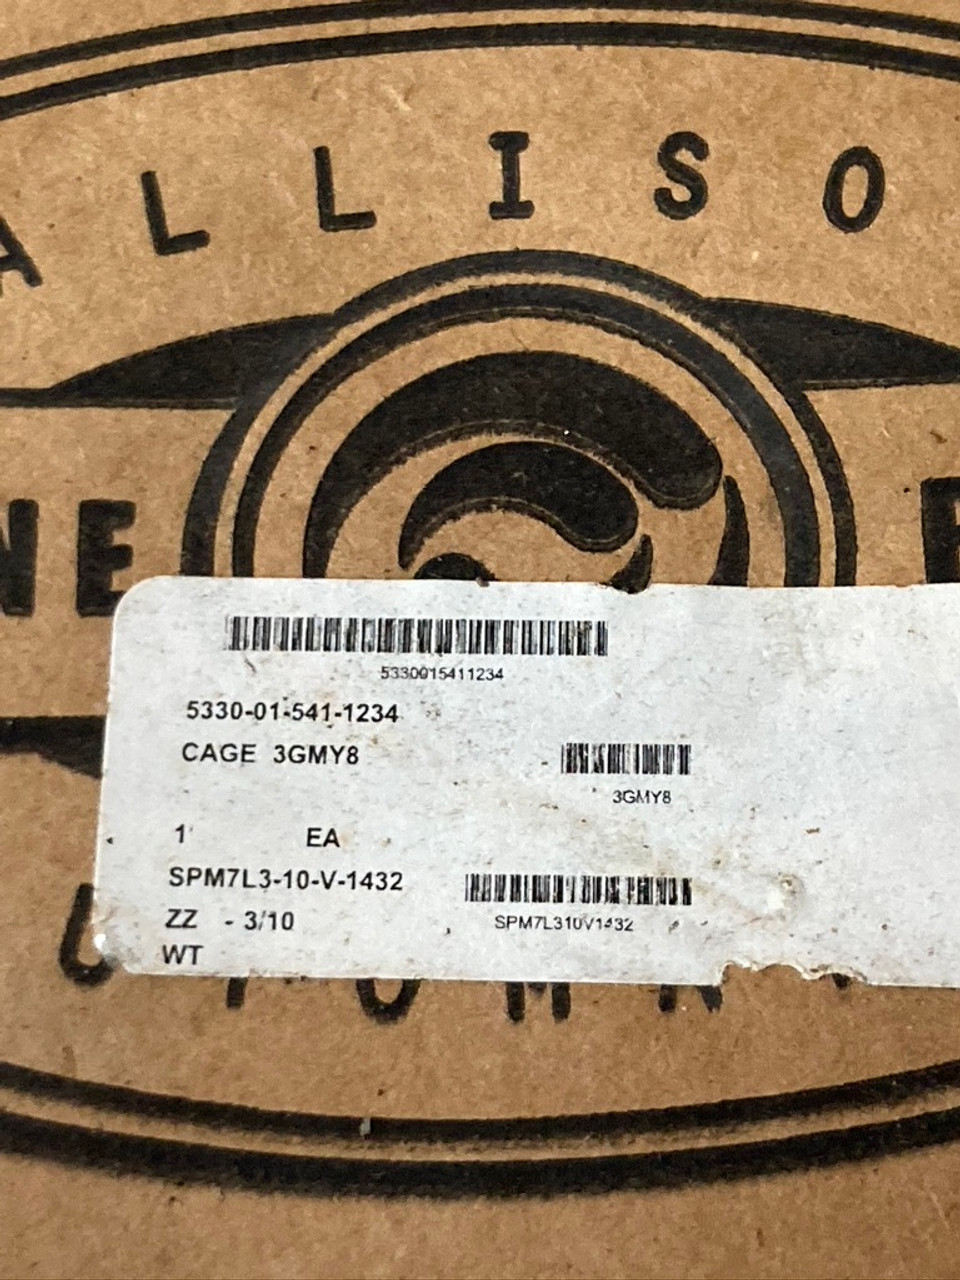 ALLISO
NE
5330015411234
5330-01-541-1234
CAGE 3GMY8
3GMY8
1 EA
SPM7L3-10-V-1432
SPM7L310V1432
ZZ - 3/10
WT